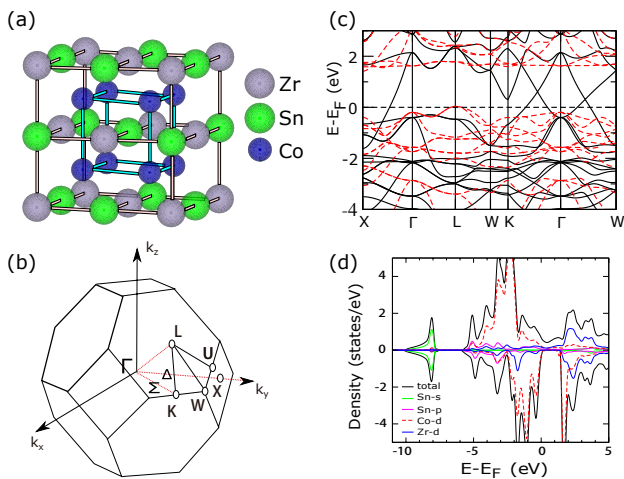 (a)
Zr
Sn
Co
(b)
k_z
L
U
Γ
Δ
Σ
X
k_y
K
W
k_x
(c)
E-E_F (eV)
2
0
-2
-4
X Γ L W K Γ W
(d)
Density (states/eV)
4
2
0
-2
-4
total
Sn-s
Sn-p
Co-d
Zr-d
-10 -5 0 5
E-E_F (eV)